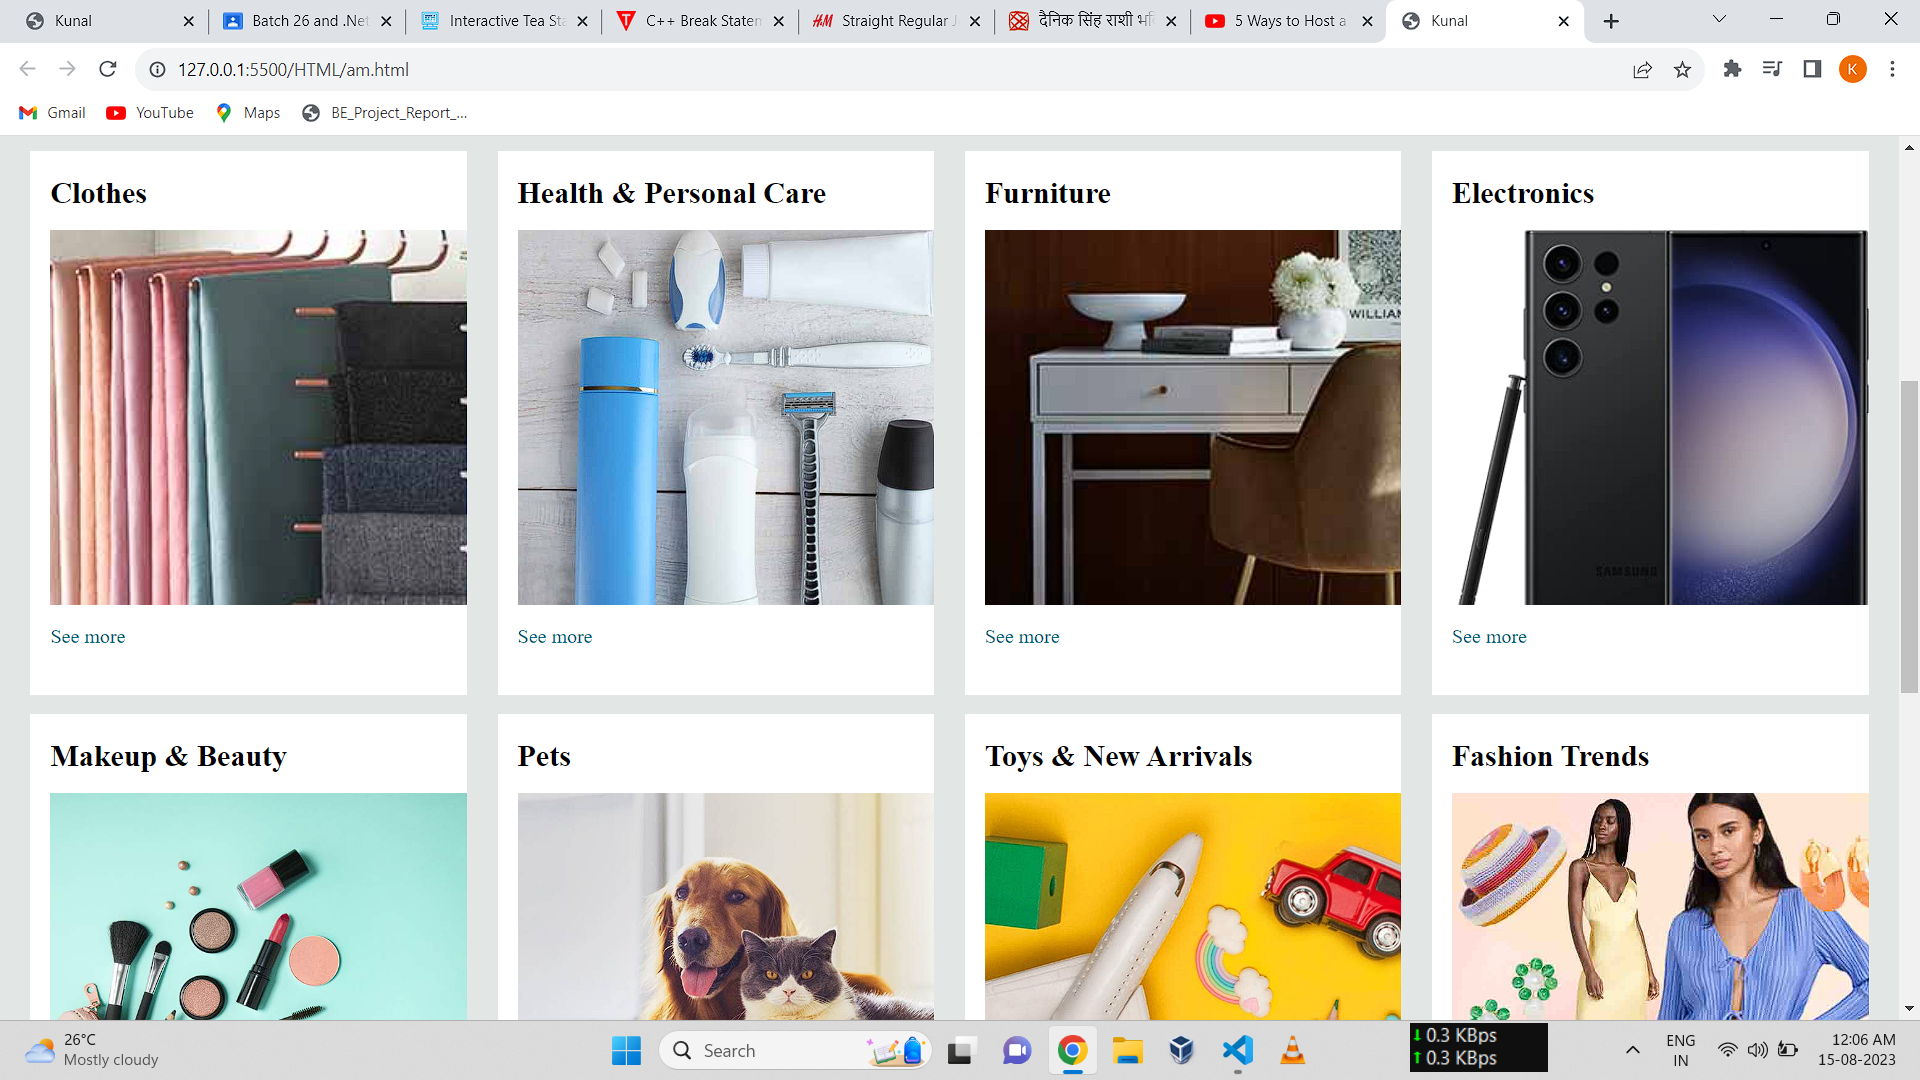 Kunal
Batch 26 and .Net
Interactive Tea Sta
C++ Break Statem
H&M Straight Regular J
दैनिक सिंह राशी भवि
5 Ways to Host a
Kunal
127.0.0.1:5500/HTML/am.html
K
Gmail
YouTube
Maps
BE_Project_Report_...
Clothes
Health & Personal Care
Furniture
Electronics
WILLIAM
SAMSUNG
See more
See more
See more
See more
Makeup & Beauty
Pets
Toys & New Arrivals
Fashion Trends
26°C
Mostly cloudy
Search
0.3 KBps
0.3 KBps
ENG
IN
12:06 AM
15-08-2023